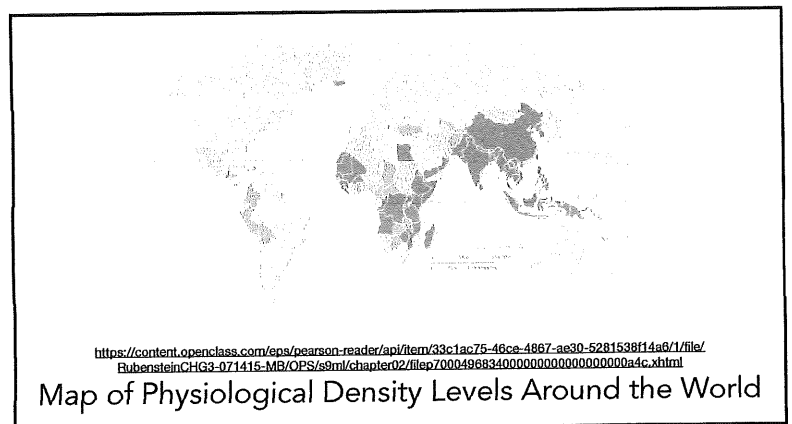 https://content.openclass.com/eps/pearson-reader/api/item/33c1ac75-46ce-4867-ae30-5281538f14a6/1/file/
RubensteinCHG3-071415-MB/OPS/s9ml/chapter02/filep70004968340000000000000000000a4c.xhtml
Map of Physiological Density Levels Around the World